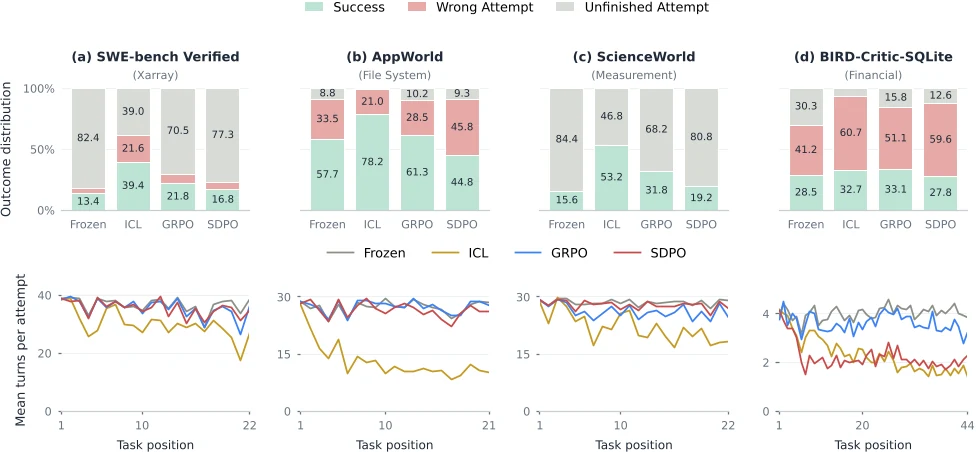 Success Wrong Attempt Unfinished Attempt
(a) SWE-bench Verified (b) AppWorld (c) ScienceWorld (d) BIRD-Critic-SQLite
(Xarray) (File System) (Measurement) (Financial)
Outcome distribution
100%
50%
0%
82.4 39.0 70.5 77.3
21.6
13.4 39.4 21.8 16.8
Frozen ICL GRPO SDPO
8.8 10.2 9.3
33.5 21.0 28.5 45.8
57.7 78.2 61.3 44.8
Frozen ICL GRPO SDPO
84.4 46.8 68.2 80.8
15.6 53.2 31.8 19.2
Frozen ICL GRPO SDPO
30.3 15.8 12.6
41.2 60.7 51.1 59.6
28.5 32.7 33.1 27.8
Frozen ICL GRPO SDPO
Frozen ICL GRPO SDPO
Mean turns per attempt
40
20
0
1 10 22
Task position
30
15
0
1 10 21
Task position
30
15
0
1 10 22
Task position
4
2
0
1 20 44
Task position